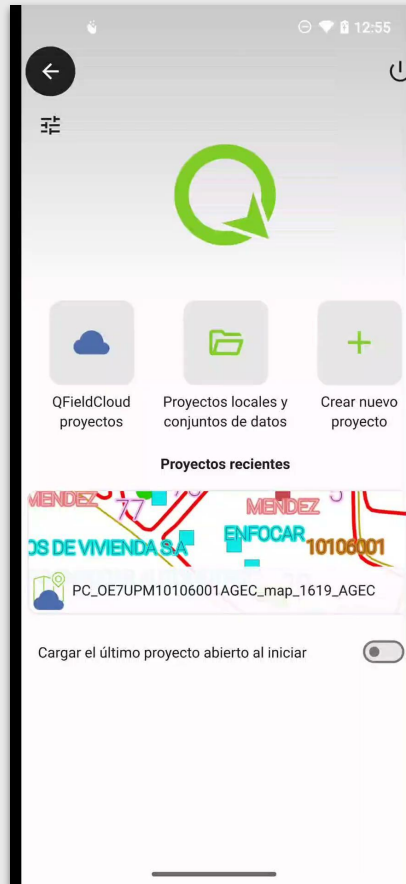 12:55
QFieldCloud
proyectos
Proyectos locales y
conjuntos de datos
Crear nuevo
proyecto
Proyectos recientes
MENDEZ
77
MENDEZ
5
OS DE VIVIENDA S.A
ENFOCAR
10106001
PC_OE7UPM10106001AGEC_map_1619_AGEC
Cargar el último proyecto abierto al iniciar